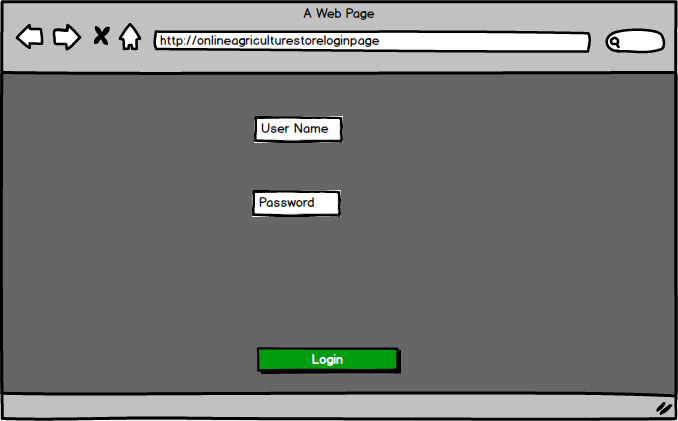 A Web Page
http://onlineagriculturestoreloginpage
User Name
Password
Login